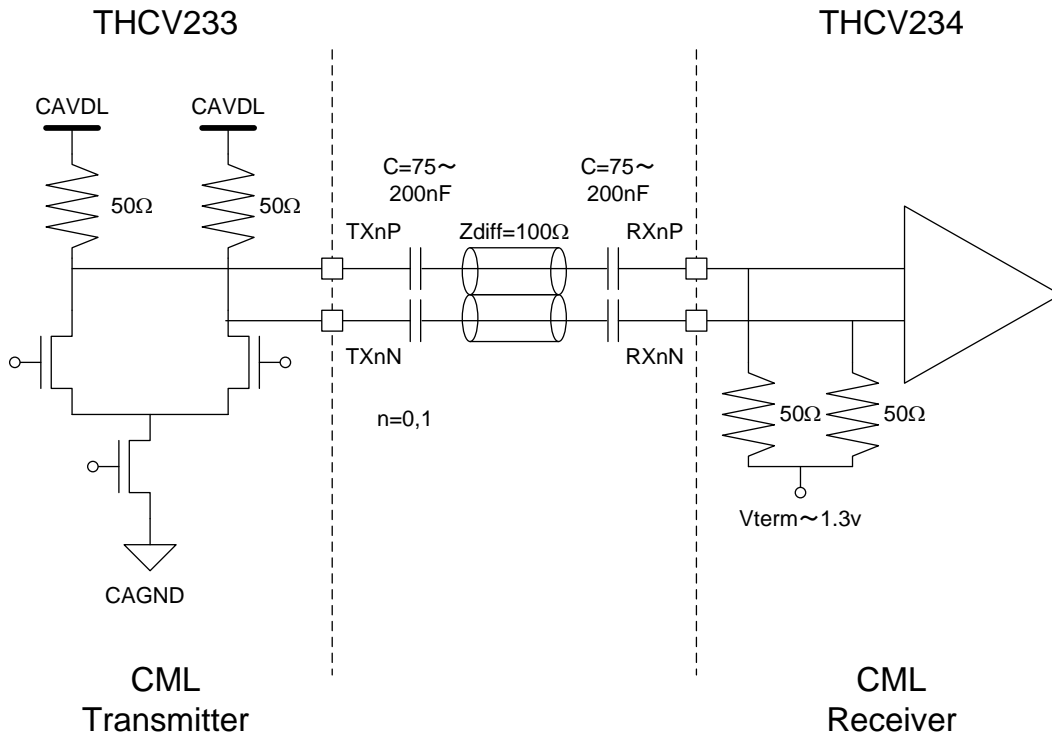 THCV233
THCV234
CAVDL
CAVDL
50Ω
50Ω
C=75～
200nF
C=75～
200nF
TXnP
Zdiff=100Ω
RXnP
TXnN
RXnN
n=0,1
50Ω
50Ω
Vterm～1.3v
CAGND
CML
Transmitter
CML
Receiver